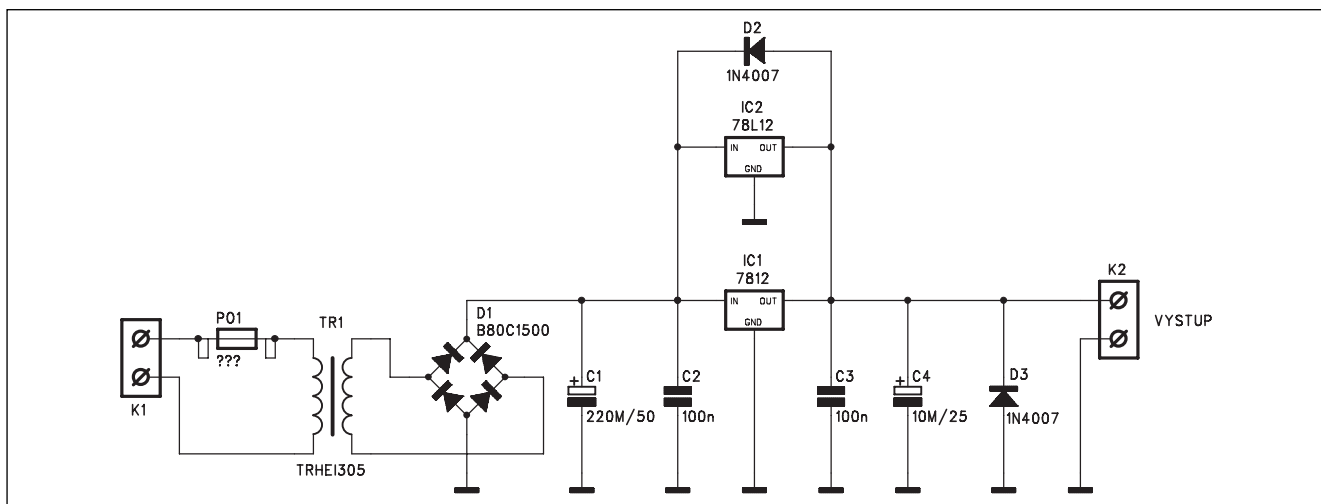 D2
1N4007
IC2
78L12
IN OUT
GND
IC1
7812
IN OUT
GND
K2
VYSTUP
D1
B80C1500
PO1
???
TR1
K1
TRHEI305
+ C1
220M/50
C2
100n
C3
100n
+ C4
10M/25
D3
1N4007